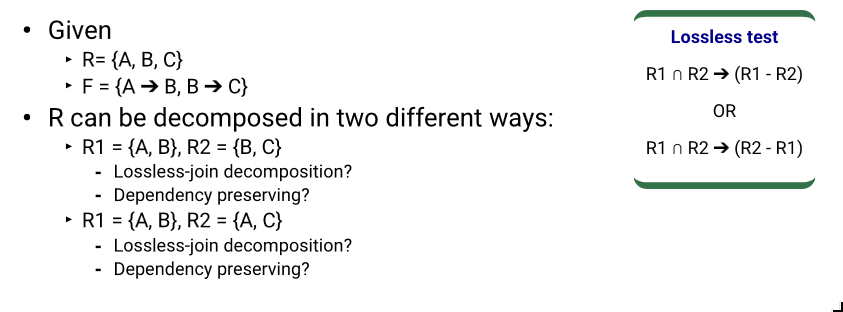 • Given
‣ R= {A, B, C}
‣ F = {A ➔ B, B ➔ C}
• R can be decomposed in two different ways:
‣ R1 = {A, B}, R2 = {B, C}
- Lossless-join decomposition?
- Dependency preserving?
‣ R1 = {A, B}, R2 = {A, C}
- Lossless-join decomposition?
- Dependency preserving?
Lossless test
R1 ∩ R2 ➔ (R1 - R2)
OR
R1 ∩ R2 ➔ (R2 - R1)